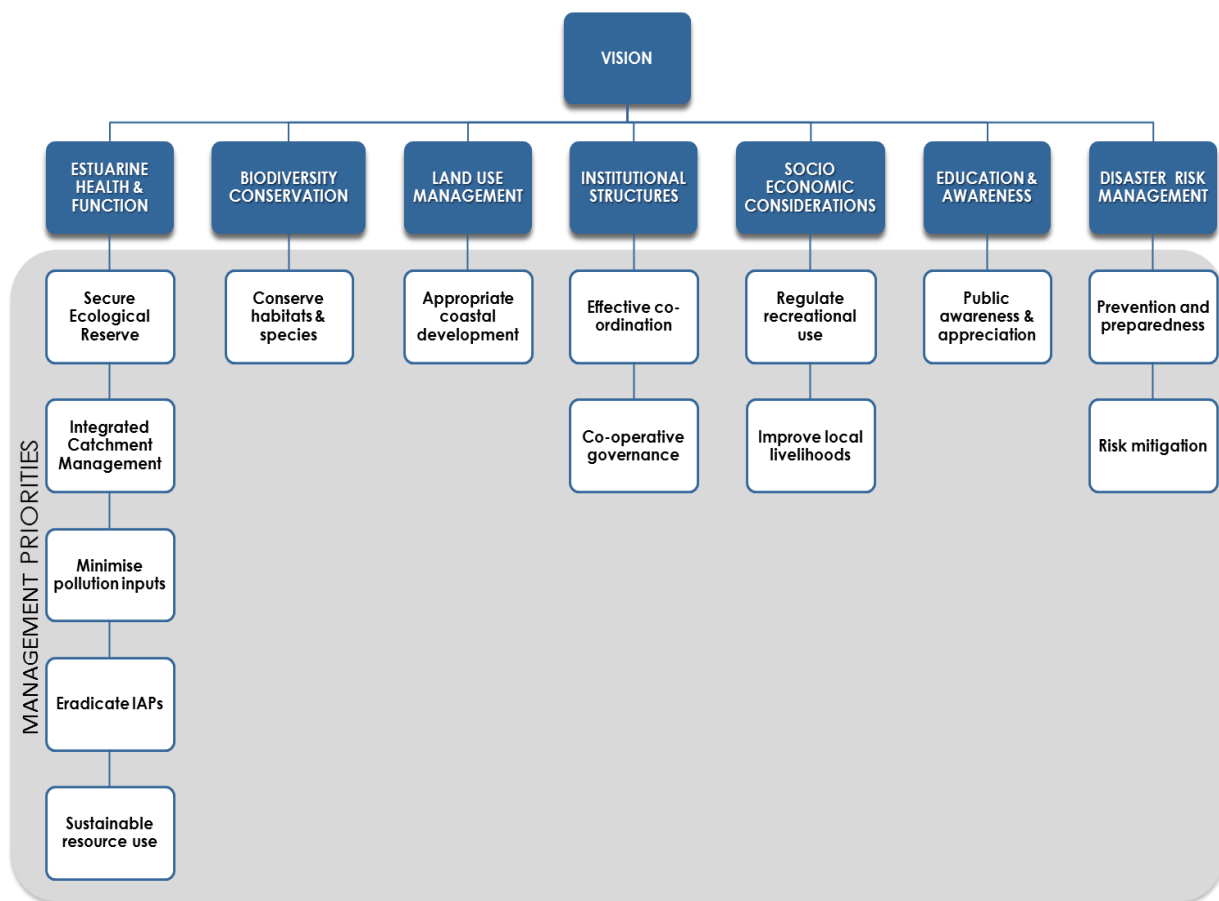 VISION
ESTUARINE
HEALTH &
FUNCTION
BIODIVERSITY
CONSERVATION
LAND USE
MANAGEMENT
INSTITUTIONAL
STRUCTURES
SOCIO
ECONOMIC
CONSIDERATIONS
EDUCATION &
AWARENESS
DISASTER RISK
MANAGEMENT
MANAGEMENT PRIORITIES
Secure
Ecological
Reserve
Conserve
habitats &
species
Appropriate
coastal
development
Effective co-
ordination
Regulate
recreational
use
Public
awareness &
appreciation
Prevention and
preparedness
Integrated
Catchment
Management
Co-operative
governance
Improve local
livelihoods
Risk mitigation
Minimise
pollution inputs
Eradicate IAPs
Sustainable
resource use